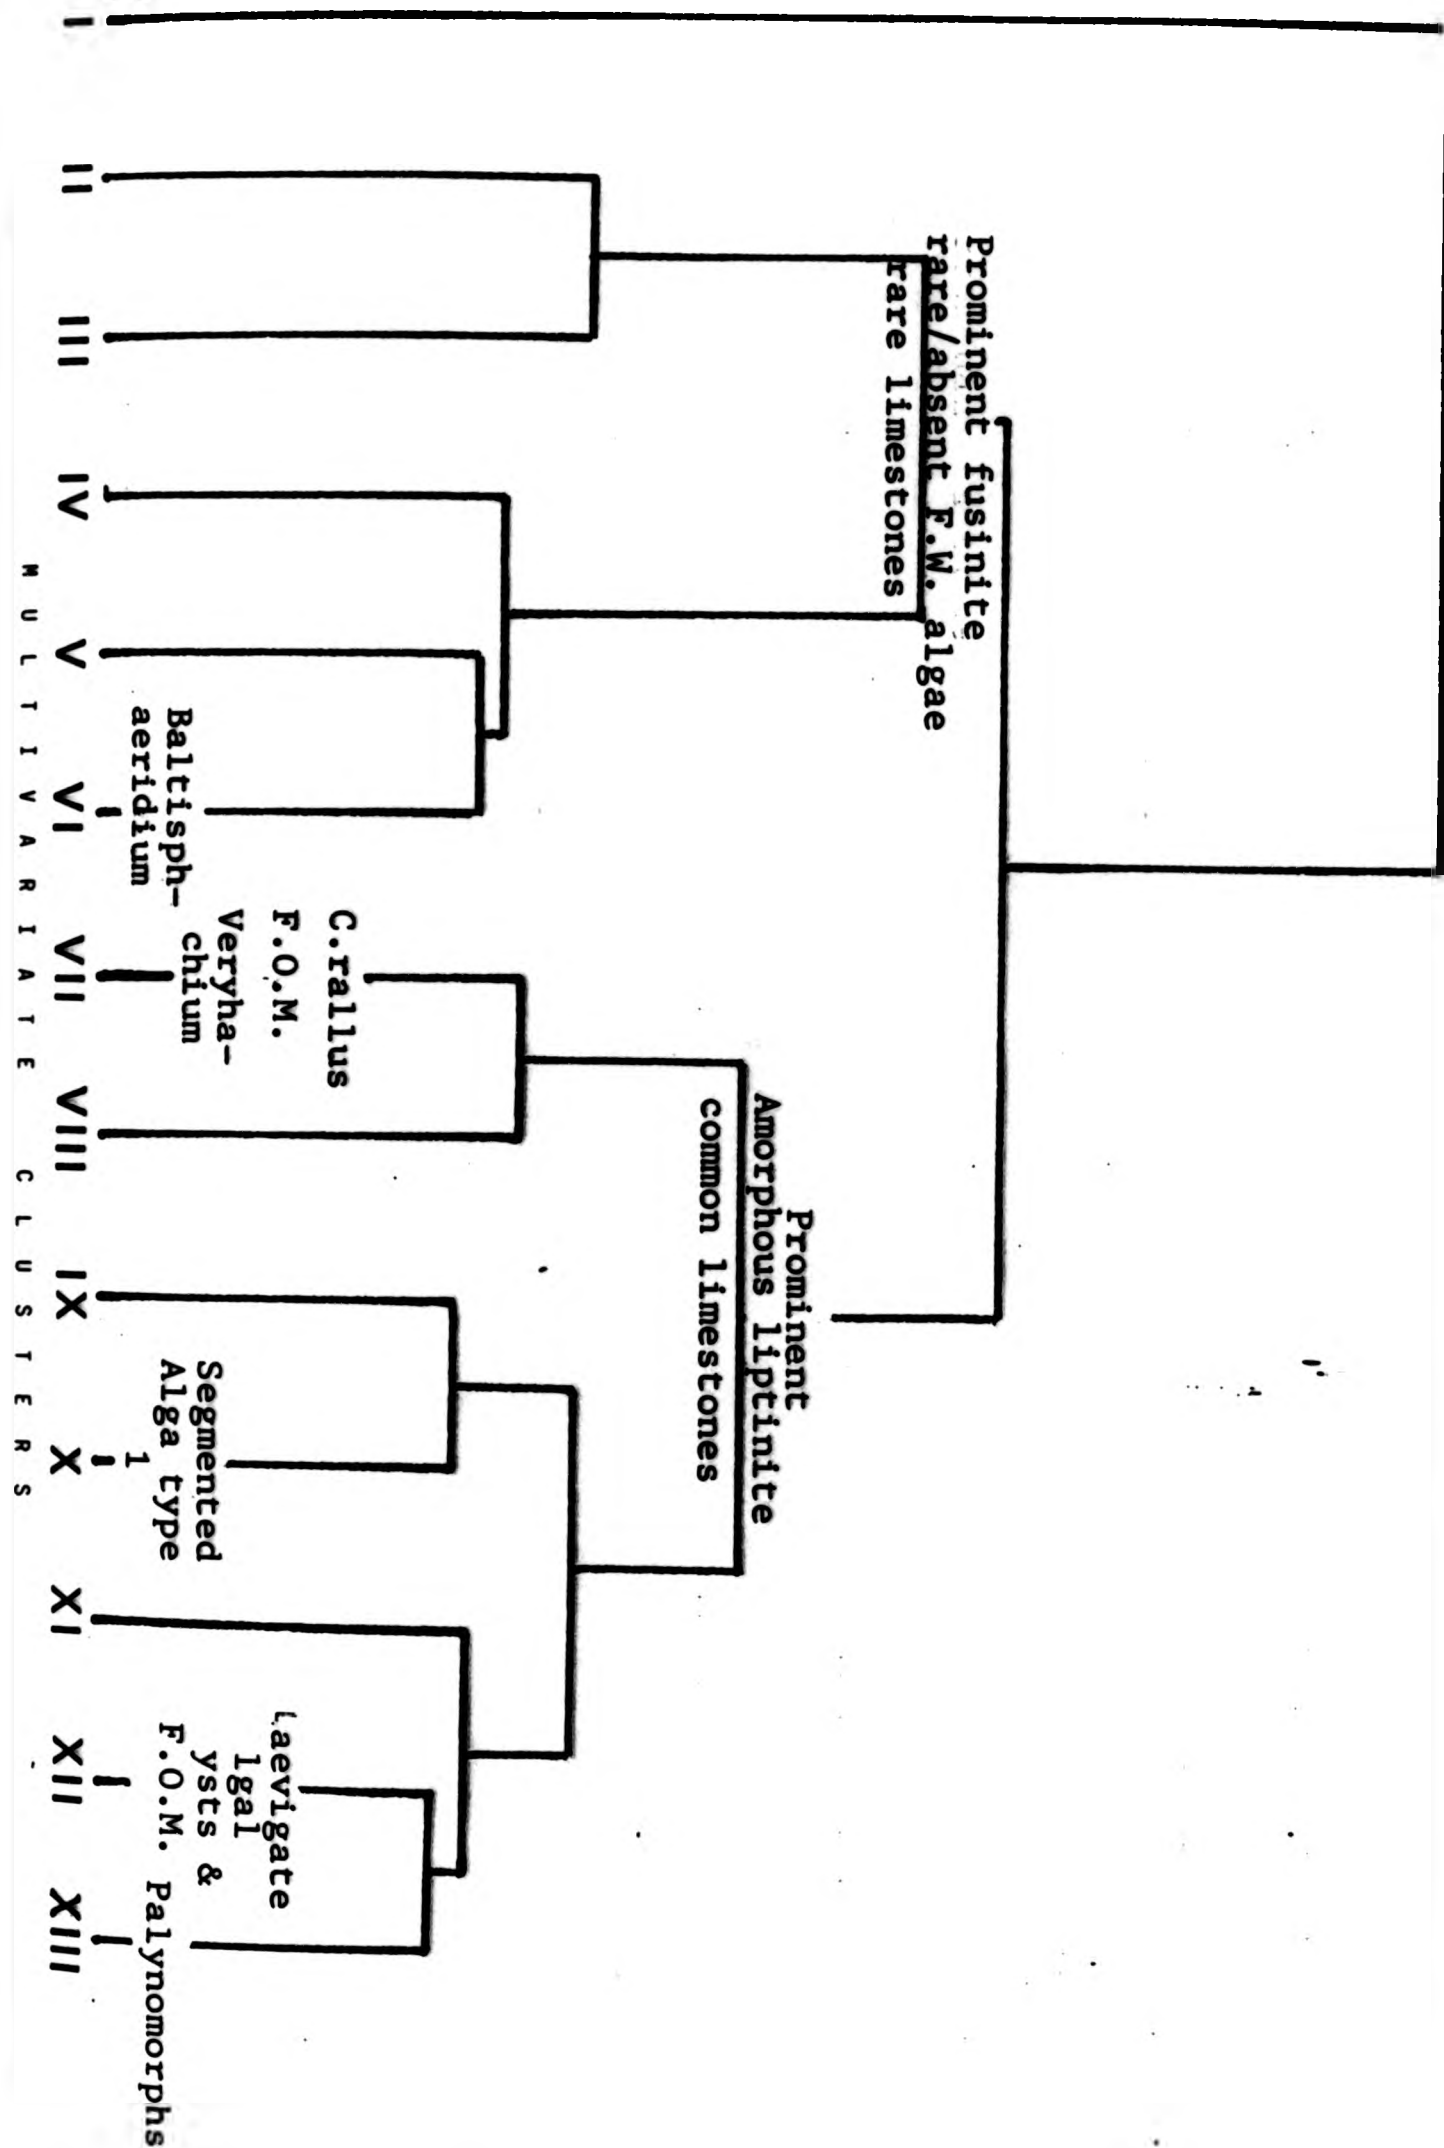 Prominent fusinite
rare/absent F.W. algae
rare limestones
Prominent
Amorphous liptinite
common limestones
C.rallus
F.O.M.
Veryha-
chium
Baltisph-
aeridium
Segmented
Alga type
1
Laevigate
lgal
ysts &
F.O.M.
Palynomorphs
I
II
III
IV
V
VI
VII
VIII
IX
X
XI
XII
XIII
MULTIVARIATE CLUSTERS